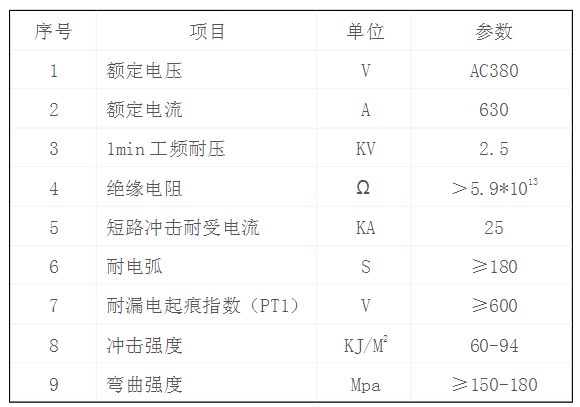 序号 项目 单位 参数
1 额定电压 V AC380
2 额定电流 A 630
3 1min工频耐压 KV 2.5
4 绝缘电阻 Ω ＞5.9*10¹³
5 短路冲击耐受电流 KA 25
6 耐电弧 S ≥180
7 耐漏电起痕指数（PT1） V ≥600
8 冲击强度 KJ/M² 60-94
9 弯曲强度 Mpa ≥150-180